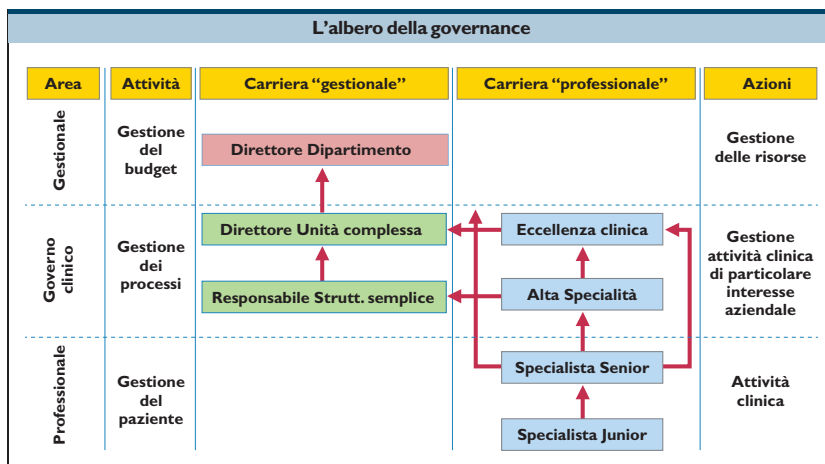 L'albero della governance
Area
Attività
Carriera "gestionale"
Carriera "professionale"
Azioni
Gestionale
Gestione
del
budget
Direttore Dipartimento
Gestione
delle risorse
Governo
clinico
Gestione
dei
processi
Direttore Unità complessa
Responsabile Strutt. semplice
Eccellenza clinica
Alta Specialità
Gestione
attività clinica
di particolare
interesse
aziendale
Professionale
Gestione
del
paziente
Specialista Senior
Specialista Junior
Attività
clinica